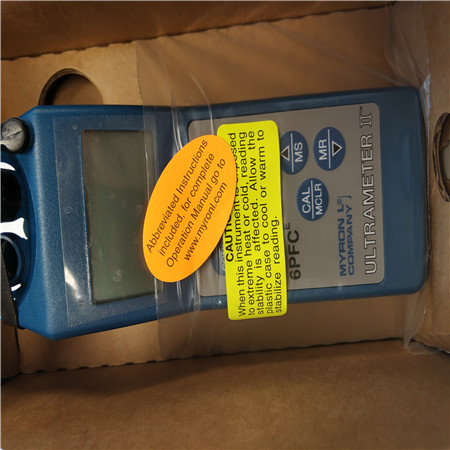 Abbreviated Instructions
included, for complete
Operation Manual go to
www.myronl.com
CAUTION
When this instrument is exposed
to extreme heat or cold, reading
stability is affected. Allow the
plastic case to cool or warm to
stabilize reading.
MS
MR
CAL
MCLR
6PFCE
MYRON L®
COMPANY
ULTRAMETER II™